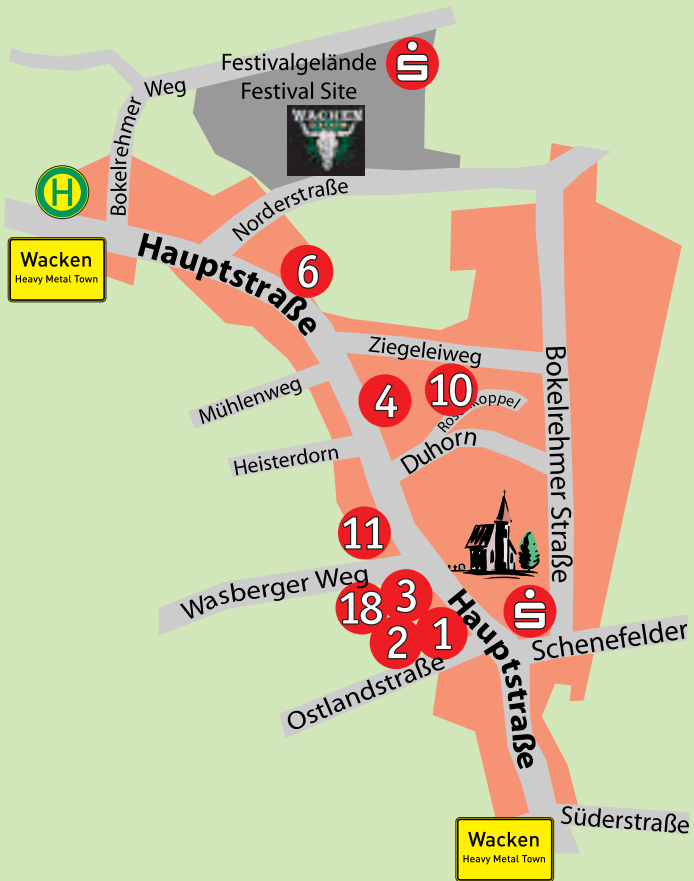 Festivalgelände
Festival Site
WACKEN
Bokelrehmer Weg
H
Norderstraße
Wacken
Heavy Metal Town
Hauptstraße
6
Ziegeleiweg
Mühlenweg
4
10
Duhorn
Heisterdorn
Bokelrehmer Straße
11
Wasberger Weg
18
3
2
1
Hauptstraße
Schenefelder
Ostlandstraße
Süderstraße
Wacken
Heavy Metal Town